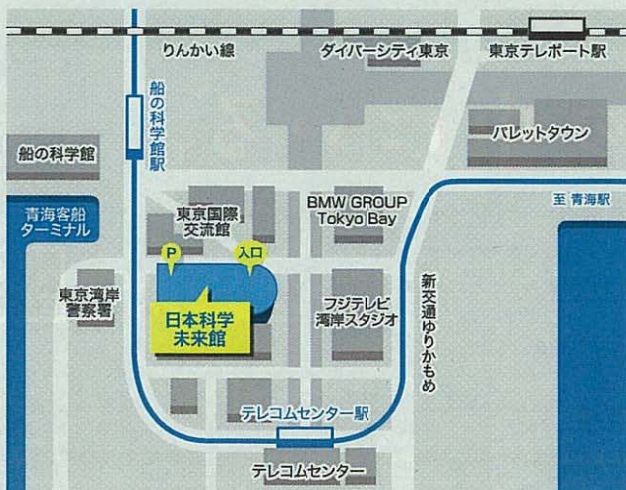 りんかい線
ダイバーシティ東京
東京テレポート駅
船の科学館駅
パレットタウン
船の科学館
至 青海駅
青海客船
ターミナル
東京国際
交流館
BMW GROUP
Tokyo Bay
P
入口
東京湾岸
警察署
日本科学
未来館
フジテレビ
湾岸スタジオ
新交通ゆりかもめ
テレコムセンター駅
テレコムセンター